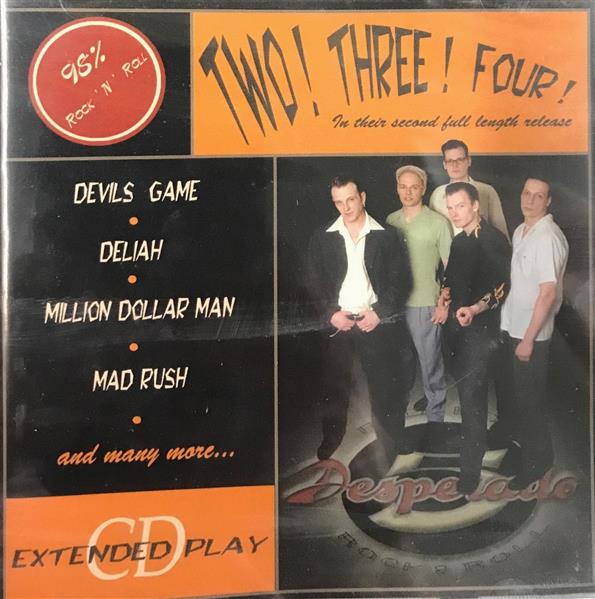 98%
ROCK 'N' ROLL
TWO! THREE! FOUR!
In their second full length release
DEVILS GAME
DELIAH
MILLION DOLLAR MAN
MAD RUSH
and many more...
Desperado
ROCK & ROLL
CD
EXTENDED PLAY